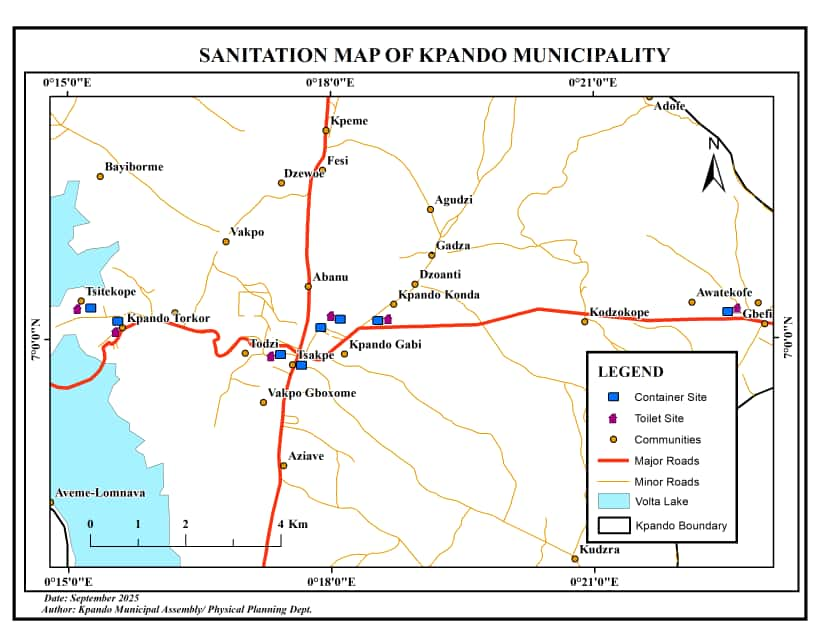 SANITATION MAP OF KPANDO MUNICIPALITY
0°15'0"E 0°18'0"E 0°21'0"E
Adofe
Kpeme
N
Fesi
Bayiborme
Dzewoe
Agudzi
Vakpo
Gadza
Dzoanti
Abanu
Tsitekope
Kpando Konda
Awatekofe
Kpando Torkor
Kodzokope
Gbefi
7°0'0"N
7°0'0"N
Todzi
Kpando Gabi
Tsakpe
LEGEND
Container Site
Toilet Site
Communities
Major Roads
Minor Roads
Volta Lake
Kpando Boundary
Vakpo Gboxome
Aziave
Aveme-Lomnava
0 1 2 4 Km
Kudzra
0°15'0"E 0°18'0"E 0°21'0"E
Date: September 2025
Author: Kpando Municipal Assembly/ Physical Planning Dept.